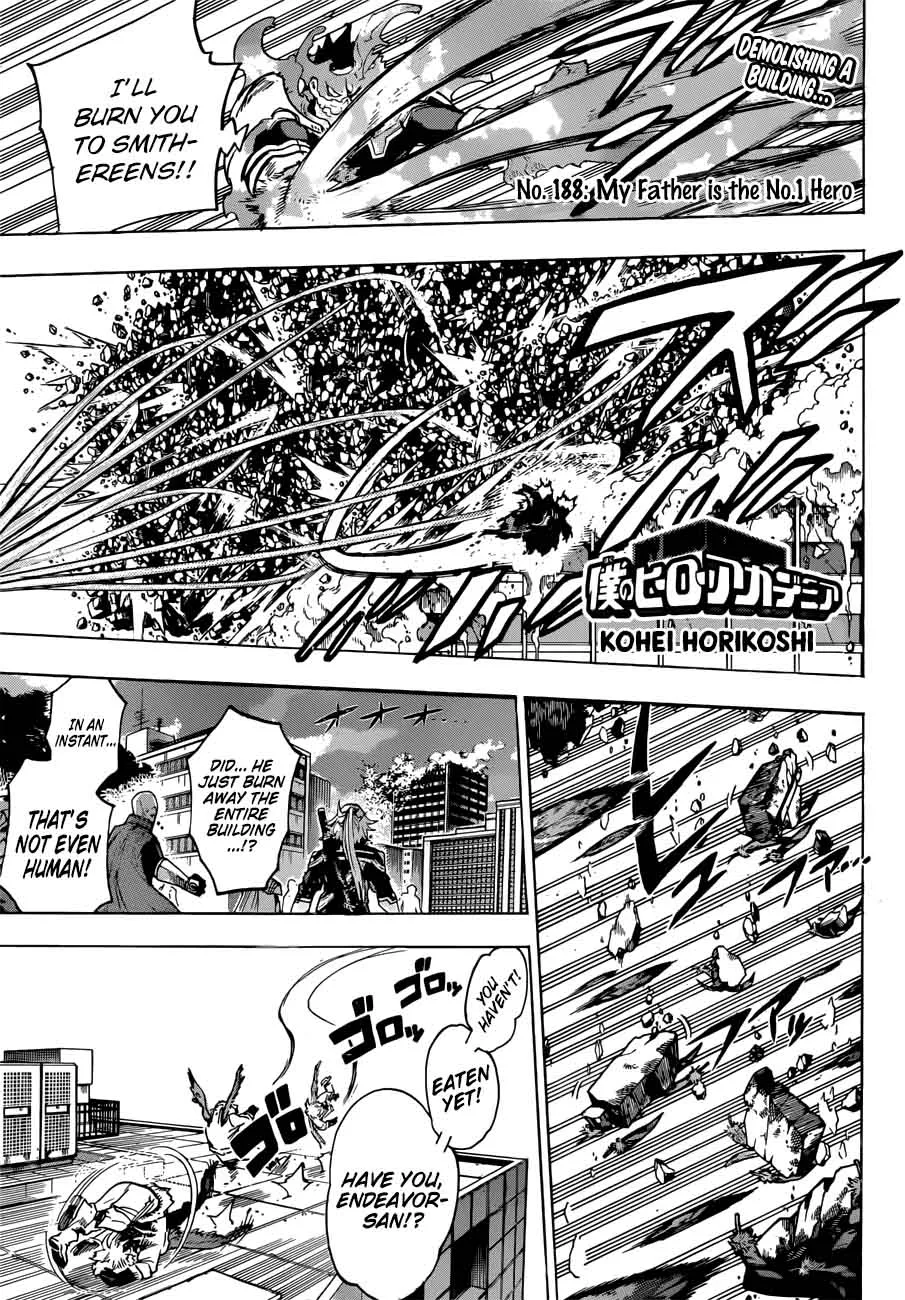 DEMOLISHING A
BUILDING...
I'LL
BURN YOU
TO SMITH-
EREENS!!
No. 188: My Father is the No.1 Hero
僕のヒーローアカデミア
KOHEI HORIKOSHI
DID... HE
JUST BURN
AWAY THE
ENTIRE
BUILDING
...!?
IN AN
INSTANT...
THAT'S
NOT EVEN
HUMAN!
YOU
HAVEN'T!
EATEN
YET!
HAVE YOU,
ENDEAVOR-
SAN!?
ゴロッ
ゴロッ
ゴロ